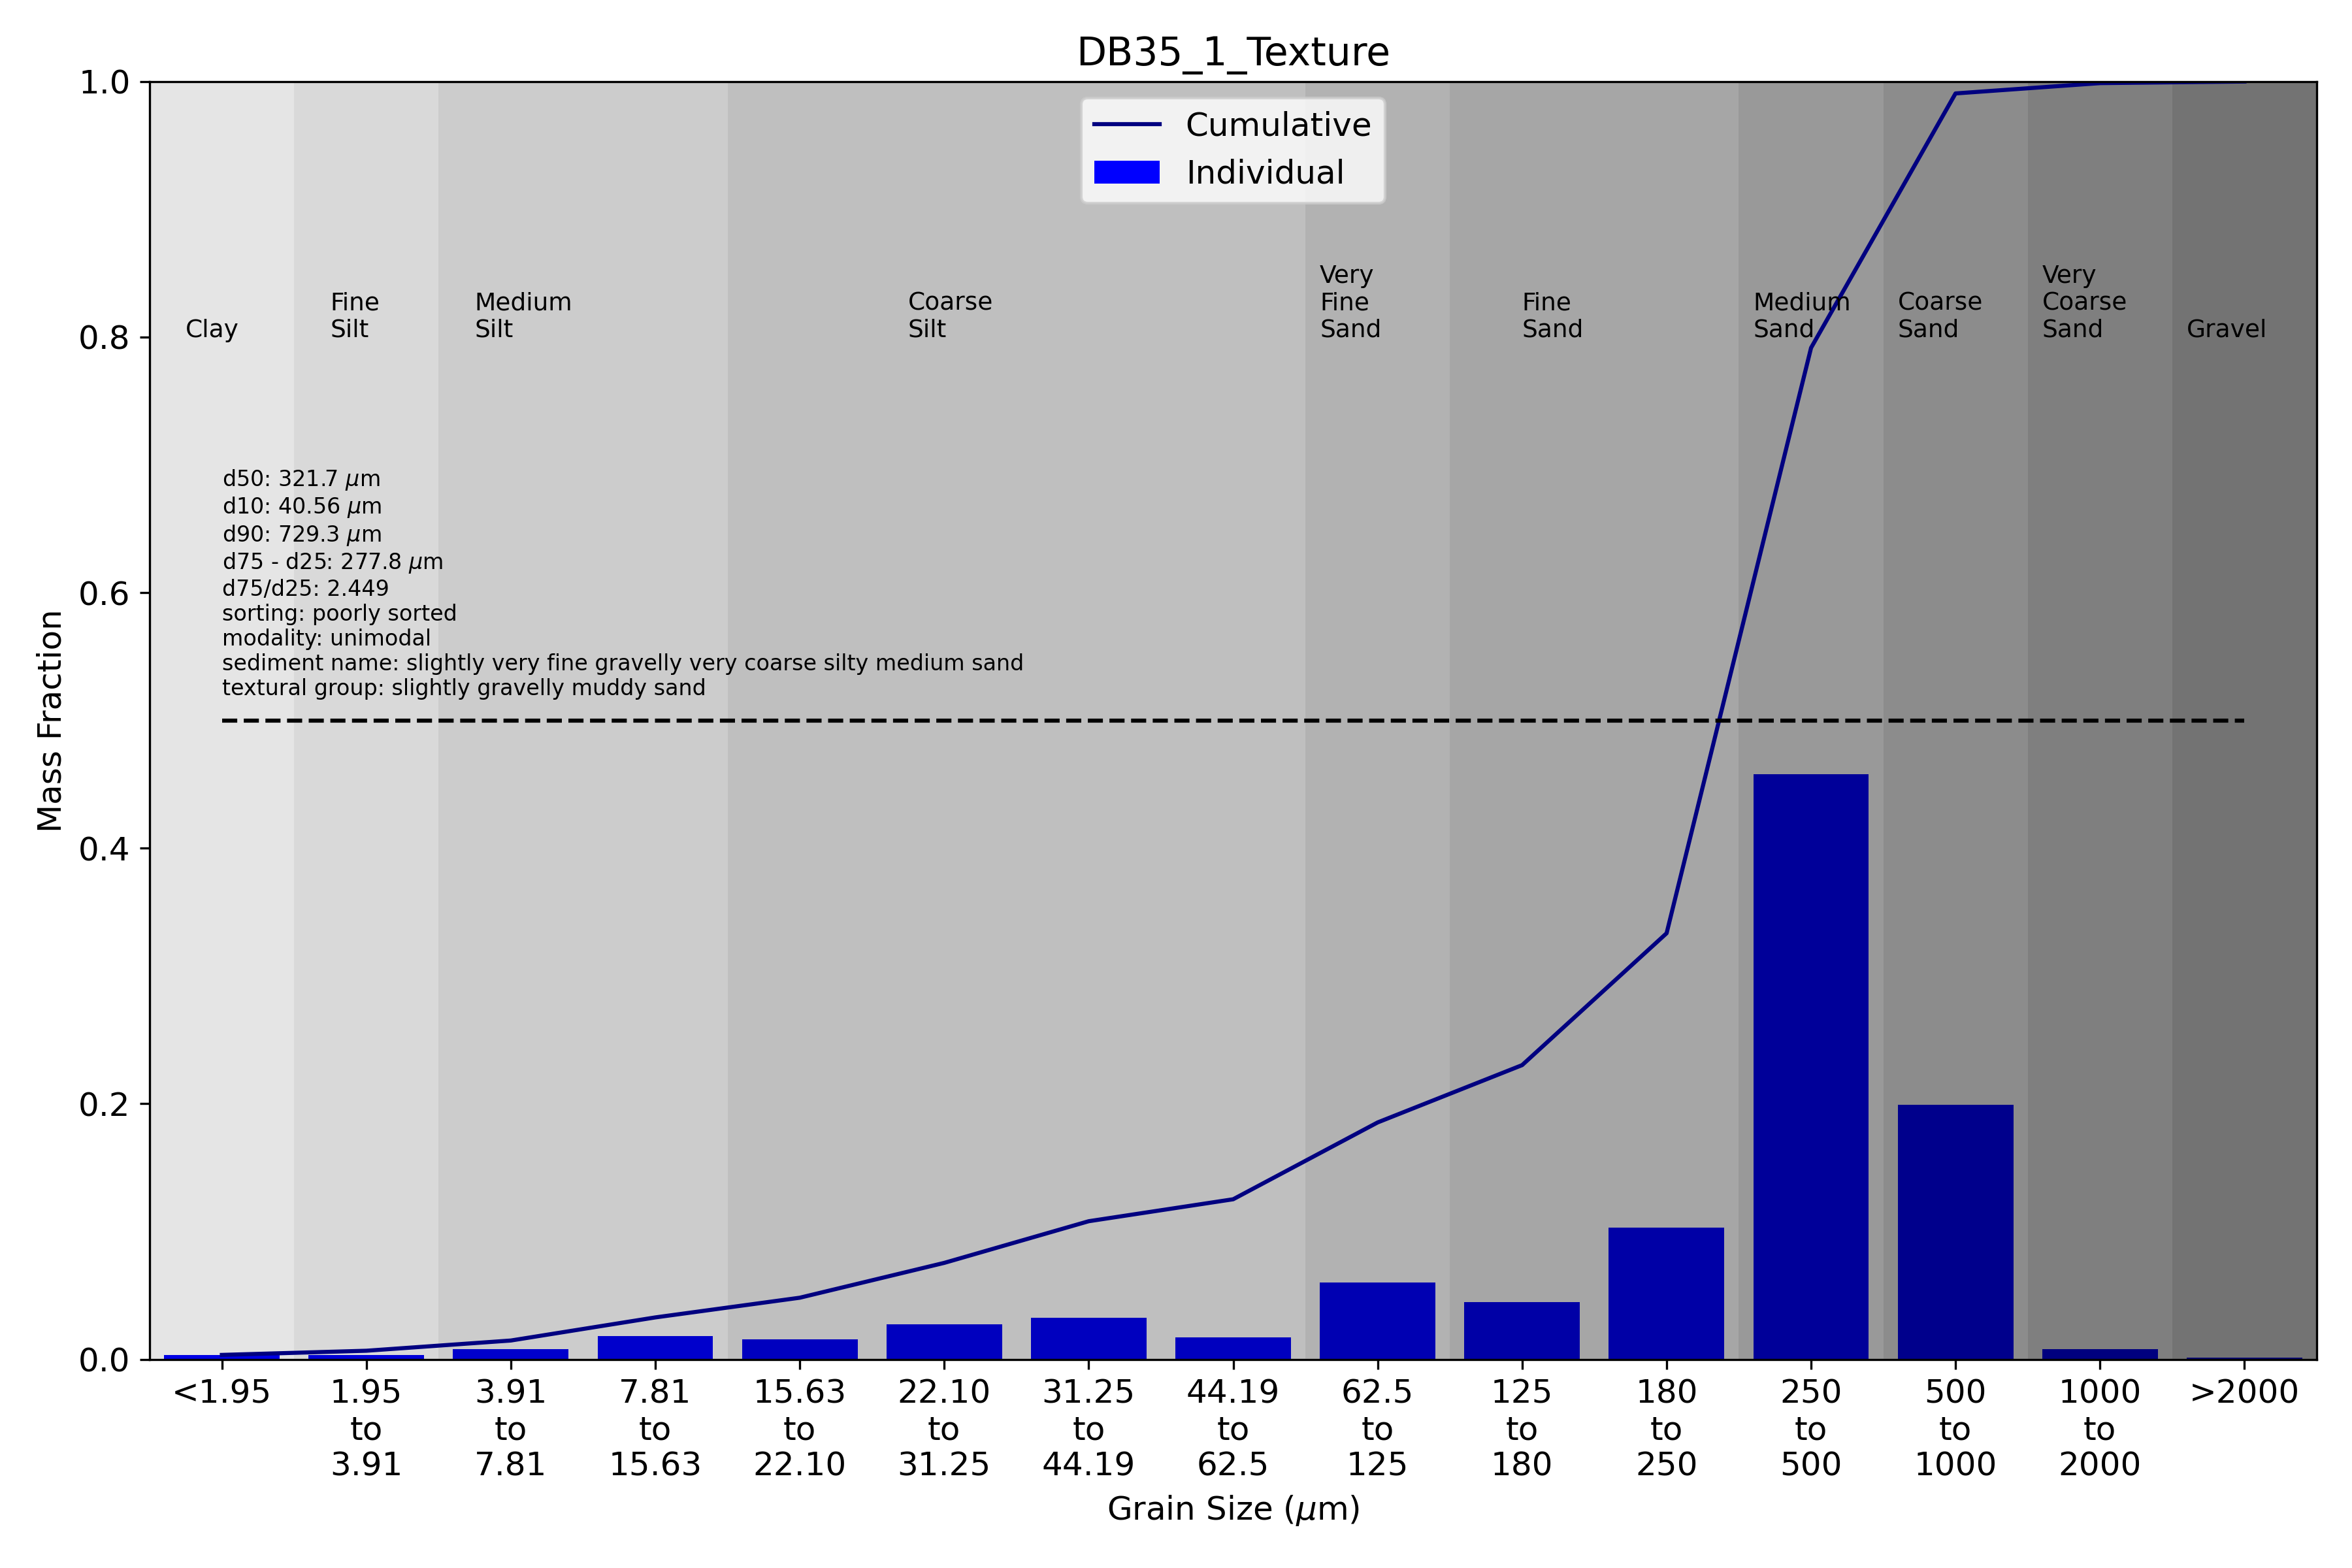 DB35_1_Texture
1.0
0.8
0.6
0.4
0.2
0.0
Mass Fraction
Cumulative
Individual
Clay
Fine
Silt
Medium
Silt
Coarse
Silt
Very
Fine
Sand
Fine
Sand
Medium
Sand
Coarse
Sand
Very
Coarse
Sand
Gravel
d50: 321.7 μm
d10: 40.56 μm
d90: 729.3 μm
d75 - d25: 277.8 μm
d75/d25: 2.449
sorting: poorly sorted
modality: unimodal
sediment name: slightly very fine gravelly very coarse silty medium sand
textural group: slightly gravelly muddy sand
<1.95
1.95
to
3.91
3.91
to
7.81
7.81
to
15.63
15.63
to
22.10
22.10
to
31.25
31.25
to
44.19
44.19
to
62.5
62.5
to
125
125
to
180
180
to
250
250
to
500
500
to
1000
1000
to
2000
>2000
Grain Size (μm)